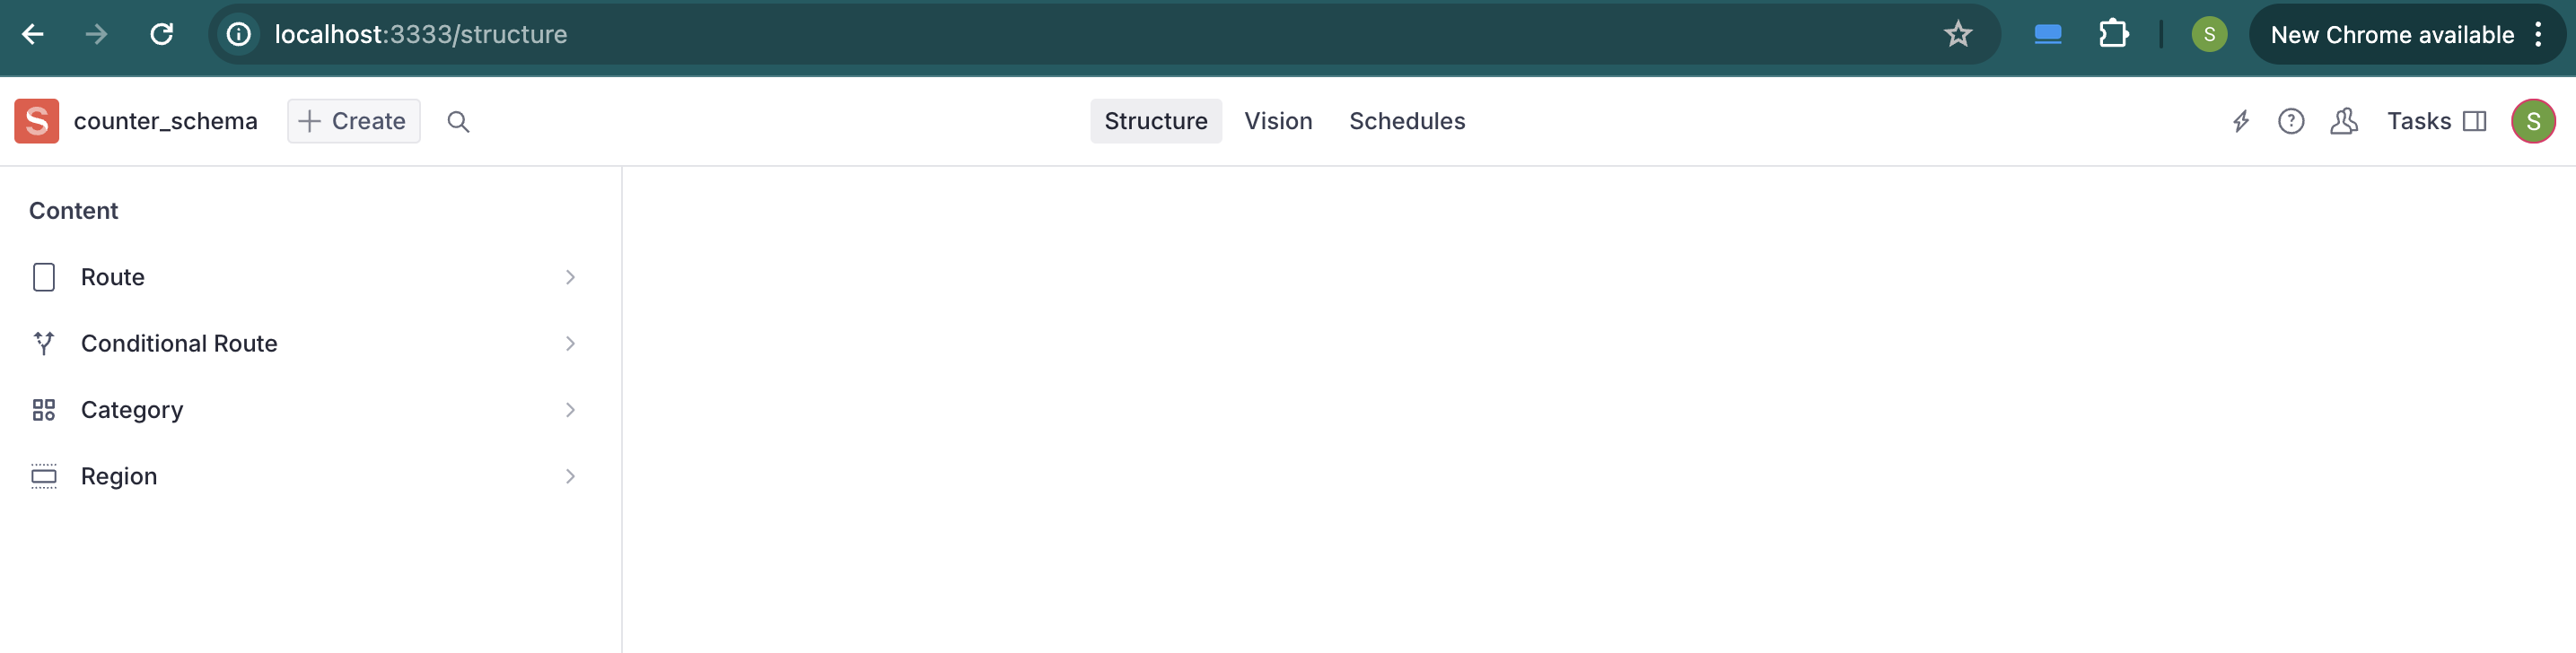 localhost:3333/structure
S
New Chrome available
S
counter_schema
Create
Structure
Vision
Schedules
?
Tasks
S
Content
Route
Conditional Route
Category
Region